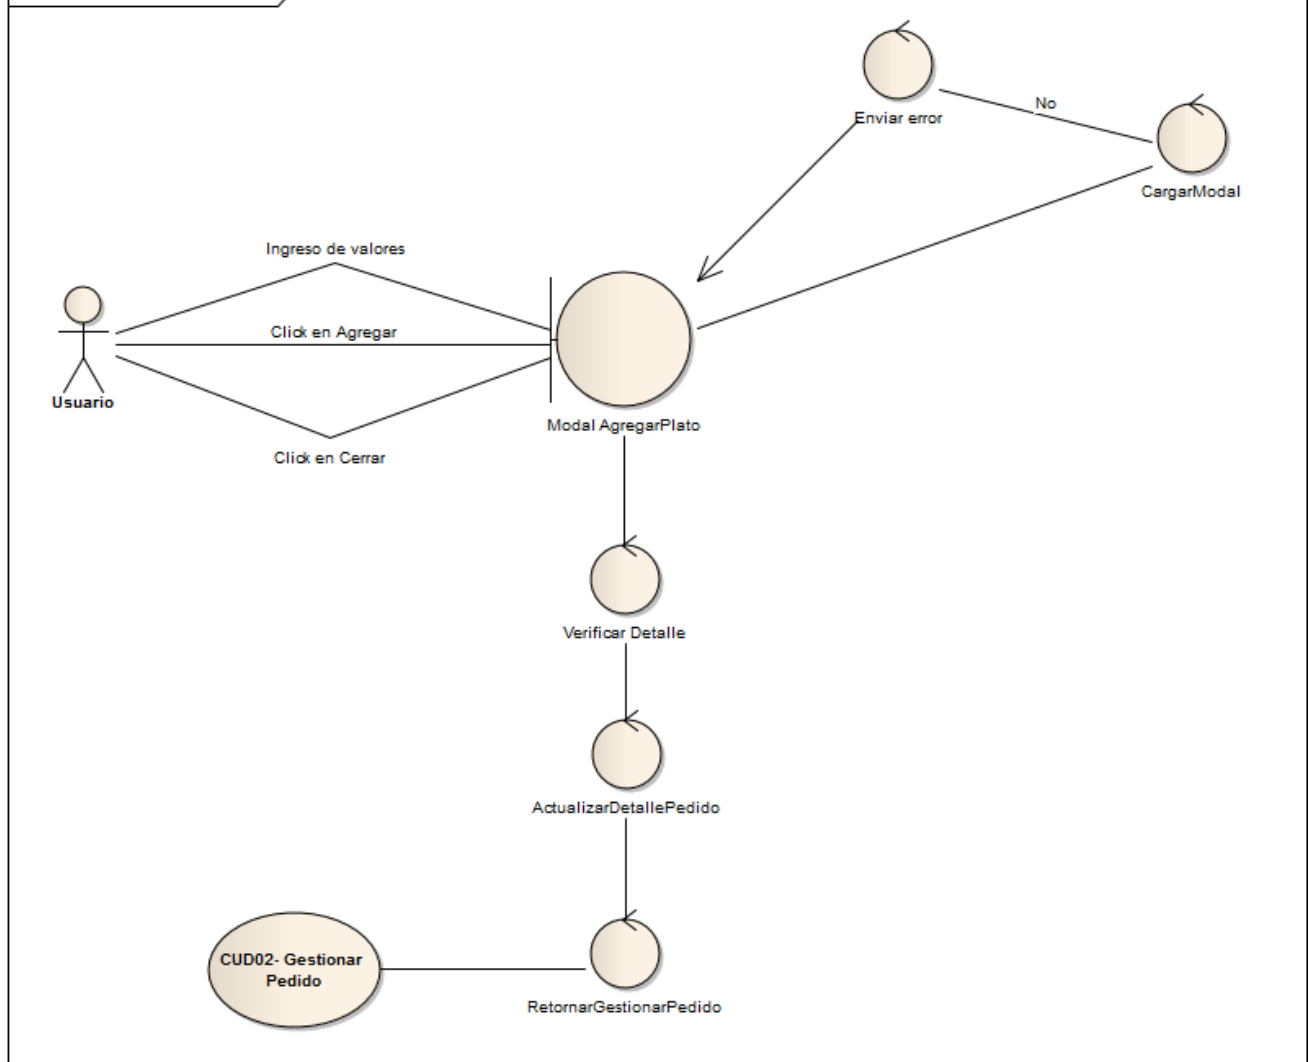 Enviar error
No
CargarModal
Ingreso de valores
Click en Agregar
Usuario
Modal AgregarPlato
Click en Cerrar
Verificar Detalle
ActualizarDetallePedido
CUD02- Gestionar
Pedido
RetornarGestionarPedido